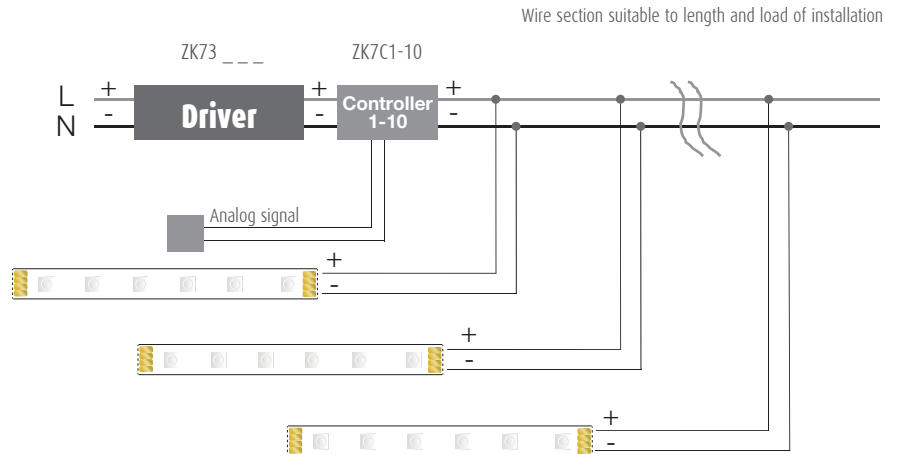 Wire section suitable to length and load of installation
ZK73 _ _ _ ZK7C1-10
L + + +
Driver Controller
1-10
N - - -
Analog signal
+
-
+
-
+
-